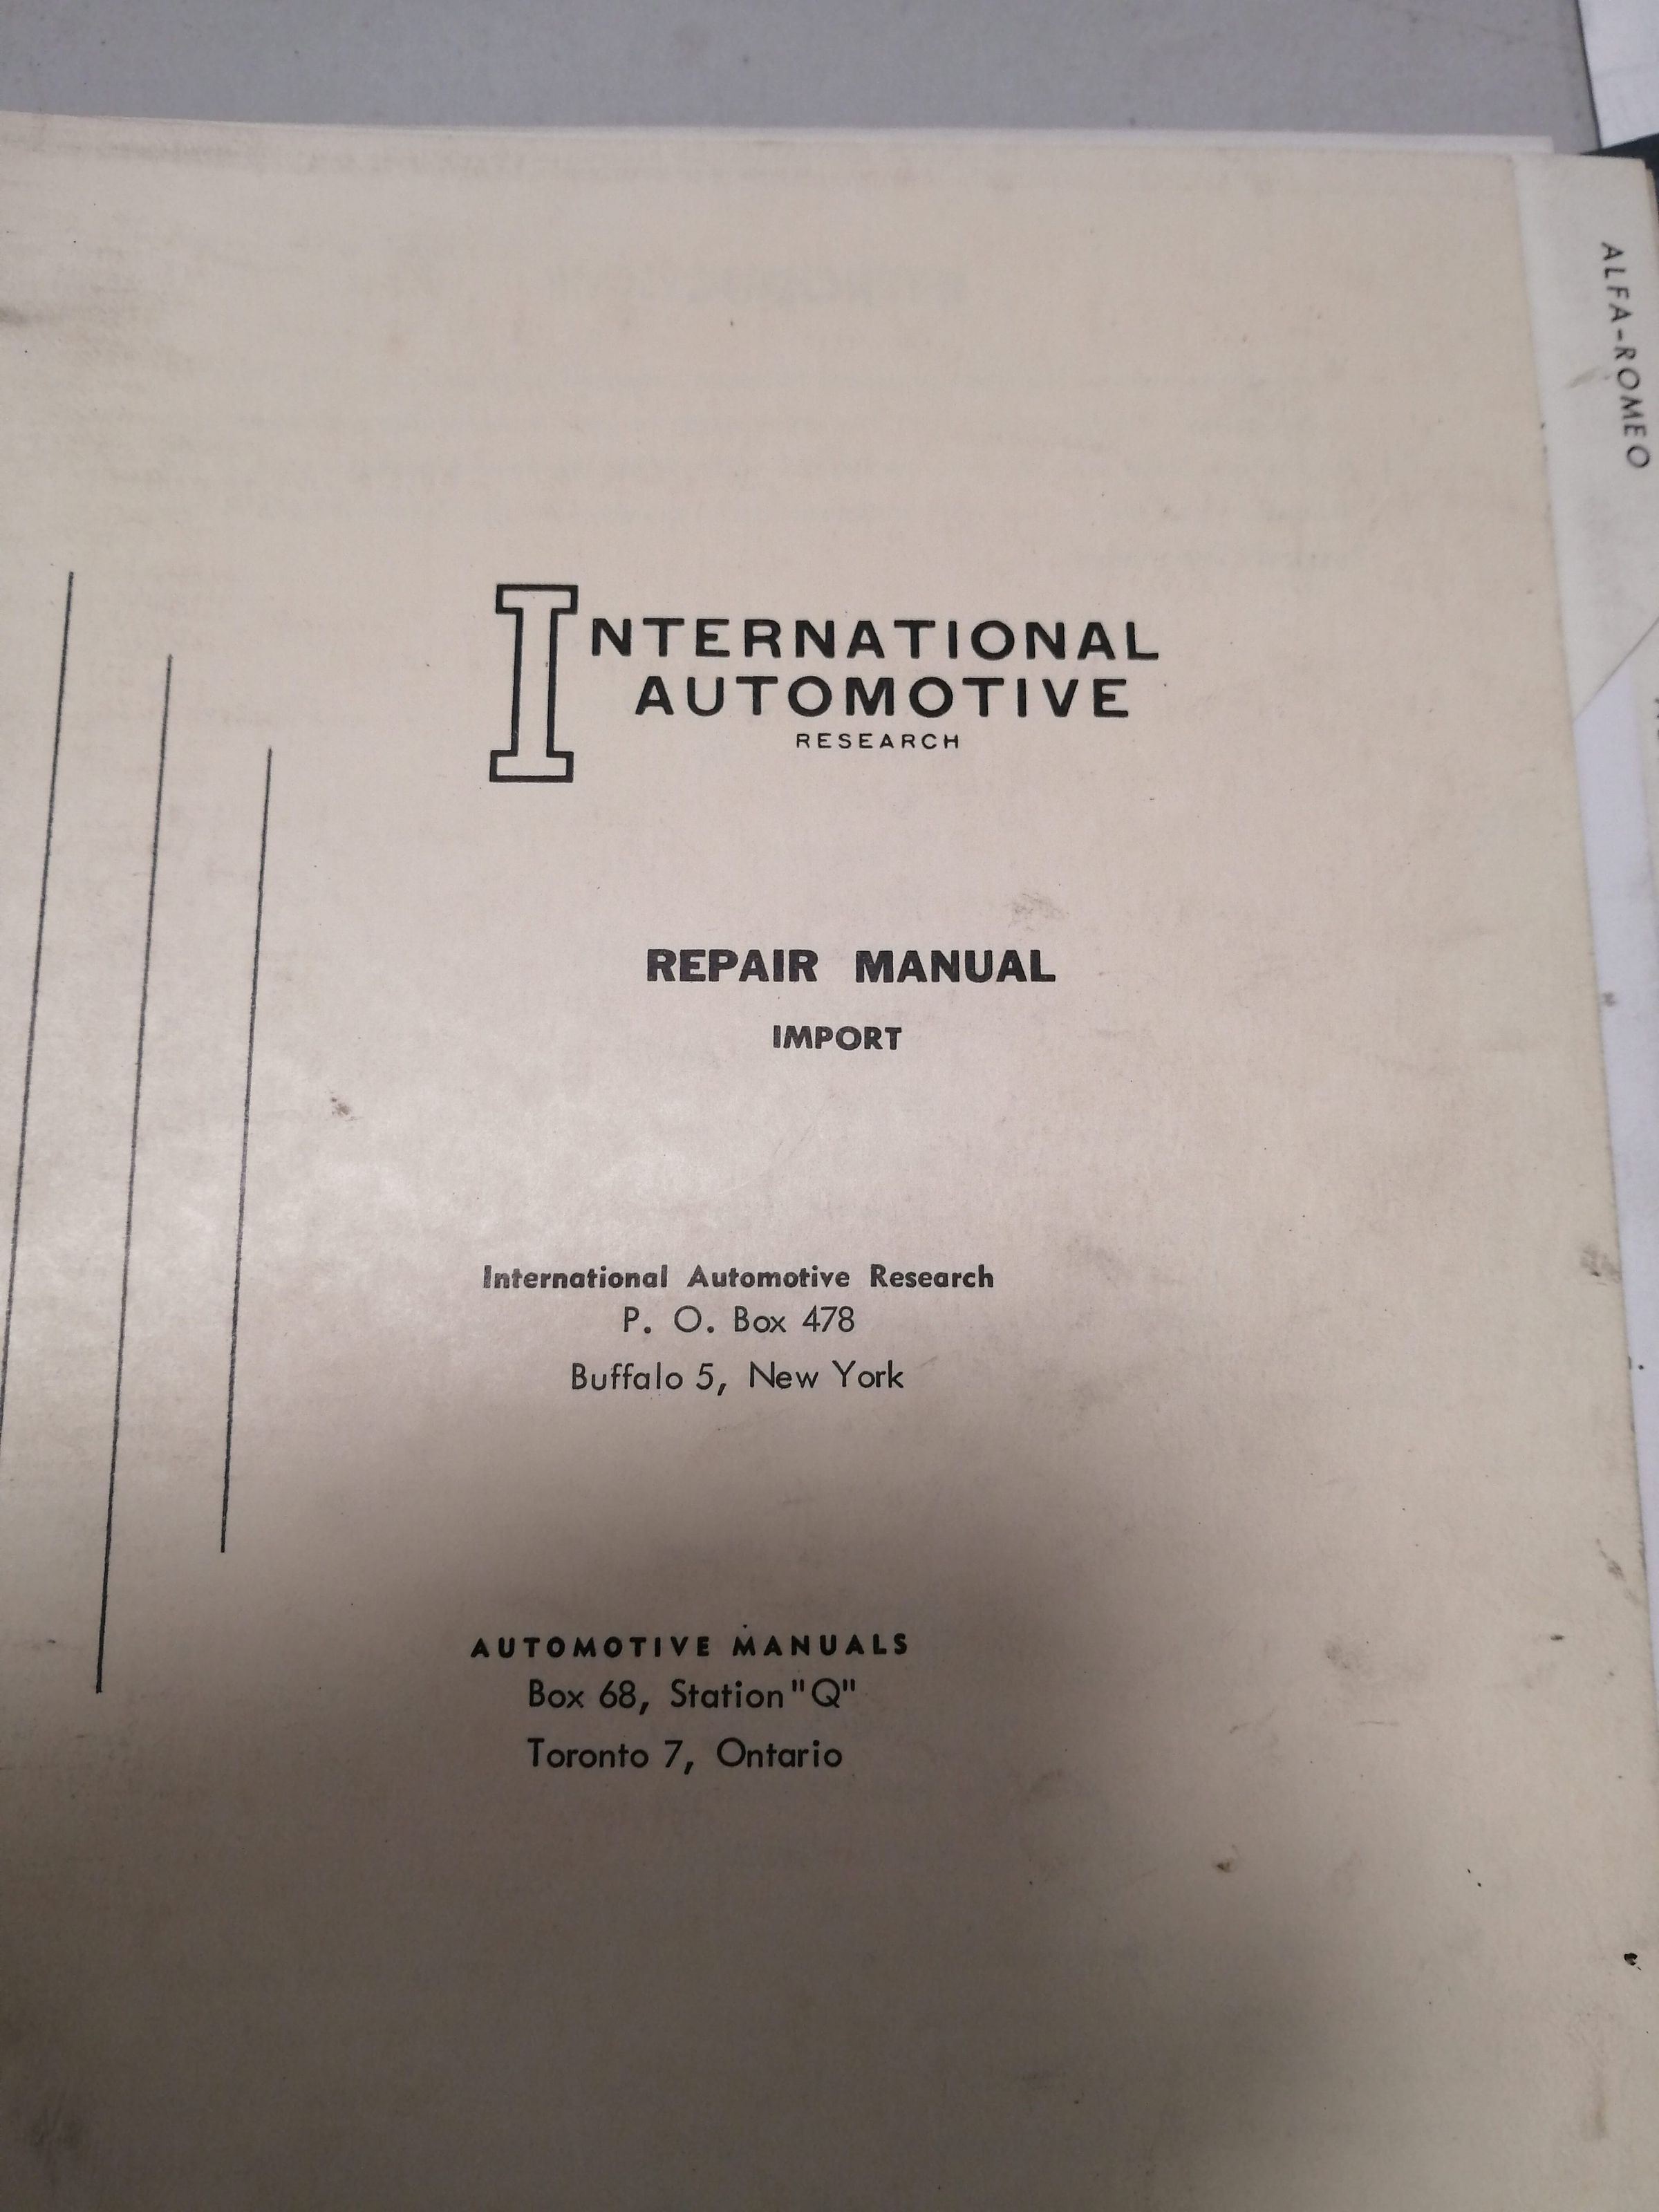 ALFA-ROMEO
INTERNATIONAL
AUTOMOTIVE
RESEARCH
REPAIR MANUAL
IMPORT
International Automotive Research
P. O. Box 478
Buffalo 5, New York
AUTOMOTIVE MANUALS
Box 68, Station "Q"
Toronto 7, Ontario